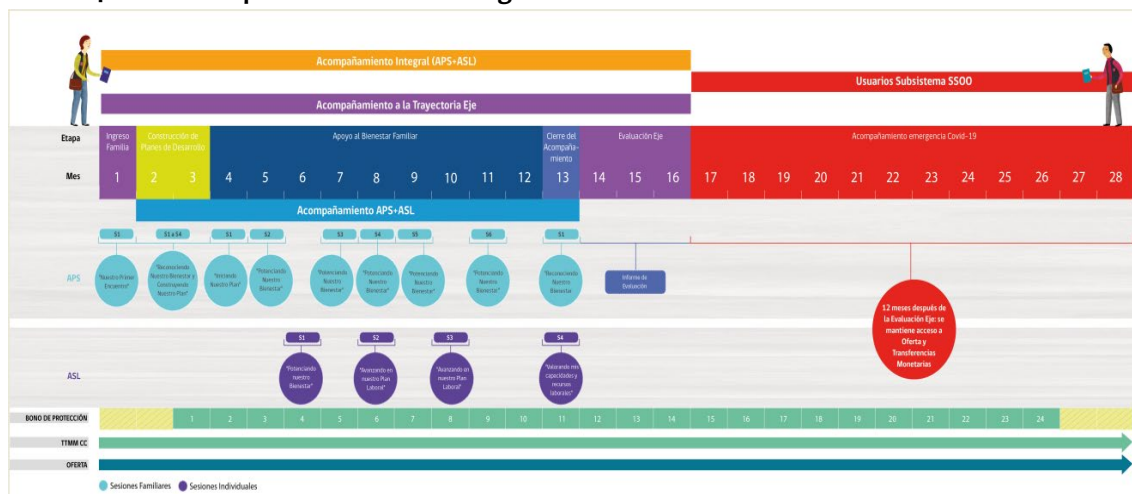 Acompañamiento Integral (APS+ASL)
Usuarios Subsistema SSOO
Acompañamiento a la Trayectoria Eje
Etapa
Ingreso
Familia
Construcción de
Planes de Desarrollo
Apoyo al Bienestar Familiar
Cierre del
Acompaña-
miento
Evaluación Eje
Acompañamiento emergencia Covid-19
Mes
1 2 3 4 5 6 7 8 9 10 11 12 13 14 15 16 17 18 19 20 21 22 23 24 25 26 27 28
Acompañamiento APS+ASL
APS
S1
"Nuestro Primer
Encuentro"
S1 a S4
"Reconociendo
Nuestro Bienestar y
Construyendo
Nuestro Plan"
S1
Nuestro Plan"
S2
"Potenciando
Nuestro
Bienestar"
S3
"Potenciando
Nuestro
Bienestar"
S4
"Potenciando
Nuestro
Bienestar"
S5
"Potenciando
Nuestro
Bienestar"
S6
"Potenciando
Nuestro
Bienestar"
S1
"Reconociendo
Nuestro
Bienestar
Informe de
Evaluación
12 meses después de
la Evaluación Eje: se
mantiene acceso a
Oferta y
Transferencias
Monetarias
ASL
S1
"Potenciando
nuestro
Bienestar"
S2
"Avanzando en
nuestro Plan
Laboral"
S3
"Avanzando en
nuestro Plan
Laboral"
S4
"Valorando mis
capacidades y
recursos
laborales"
BONO DE PROTECCIÓN
1 2 3 4 5 6 7 8 9 10 11 12 13 14 15 16 17 18 19 20 21 22 23 24
TTMM CC
OFERTA
Sesiones Familiares
Sesiones Individuales